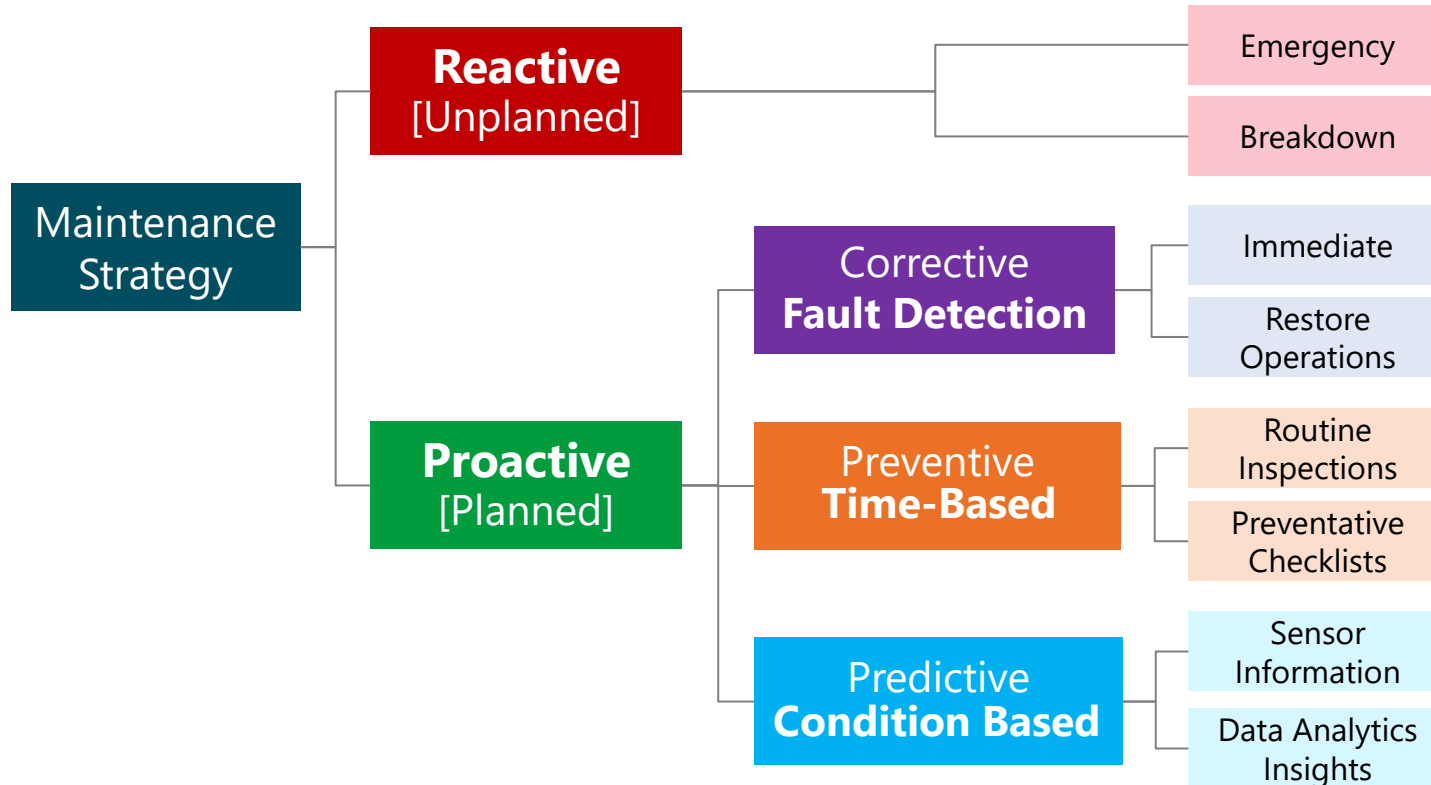 Maintenance
Strategy
Reactive
[Unplanned]
Emergency
Breakdown
Proactive
[Planned]
Corrective
Fault Detection
Immediate
Restore
Operations
Preventive
Time-Based
Routine
Inspections
Preventative
Checklists
Predictive
Condition Based
Sensor
Information
Data Analytics
Insights